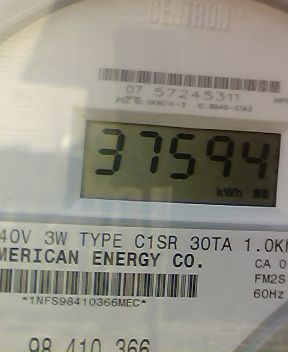 CENTRON
07 57245311
37594
kWh
40V 3W TYPE C1SR 30TA 1.0K
MERICAN ENERGY CO.
CA 0
FM2S
60Hz
*1NFS98410366MEC*
98 410 366